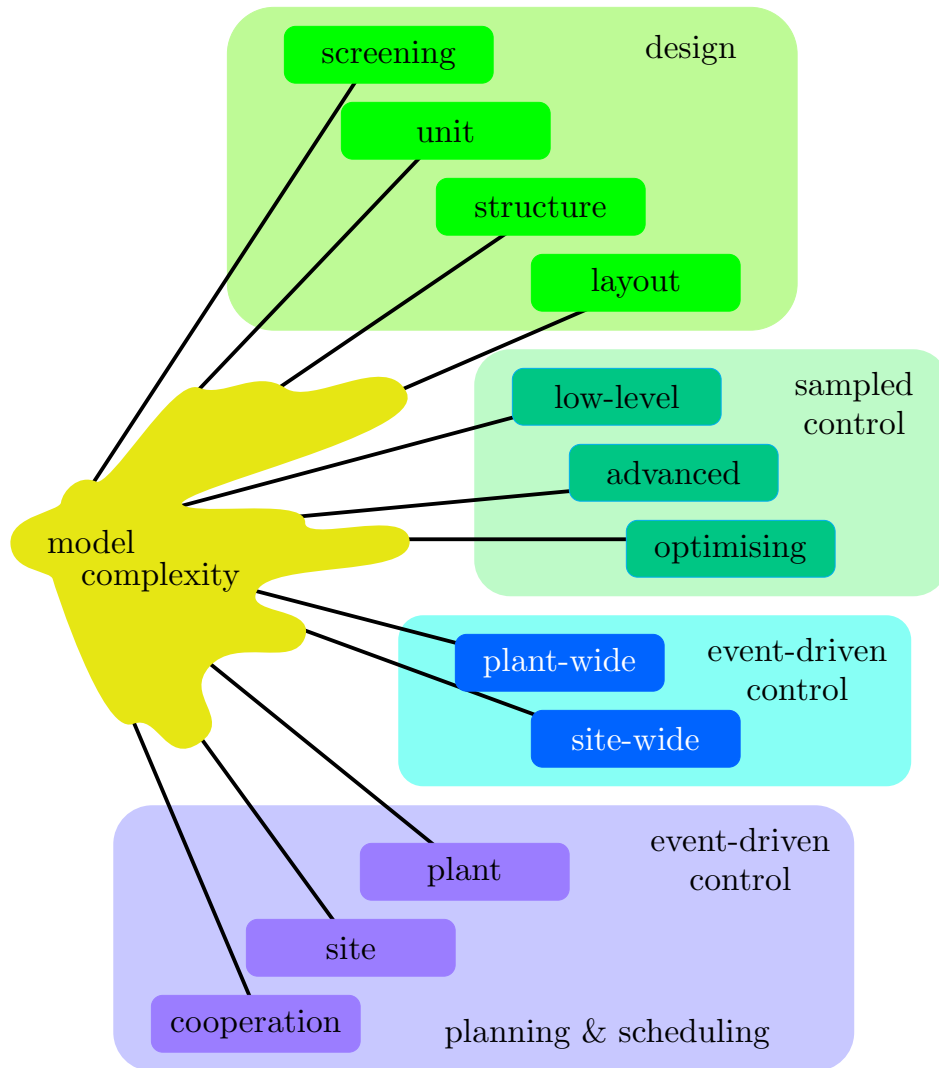 screening
design
unit
structure
layout
low-level
sampled
control
advanced
optimising
model
complexity
plant-wide
event-driven
control
site-wide
event-driven
control
plant
site
cooperation
planning & scheduling